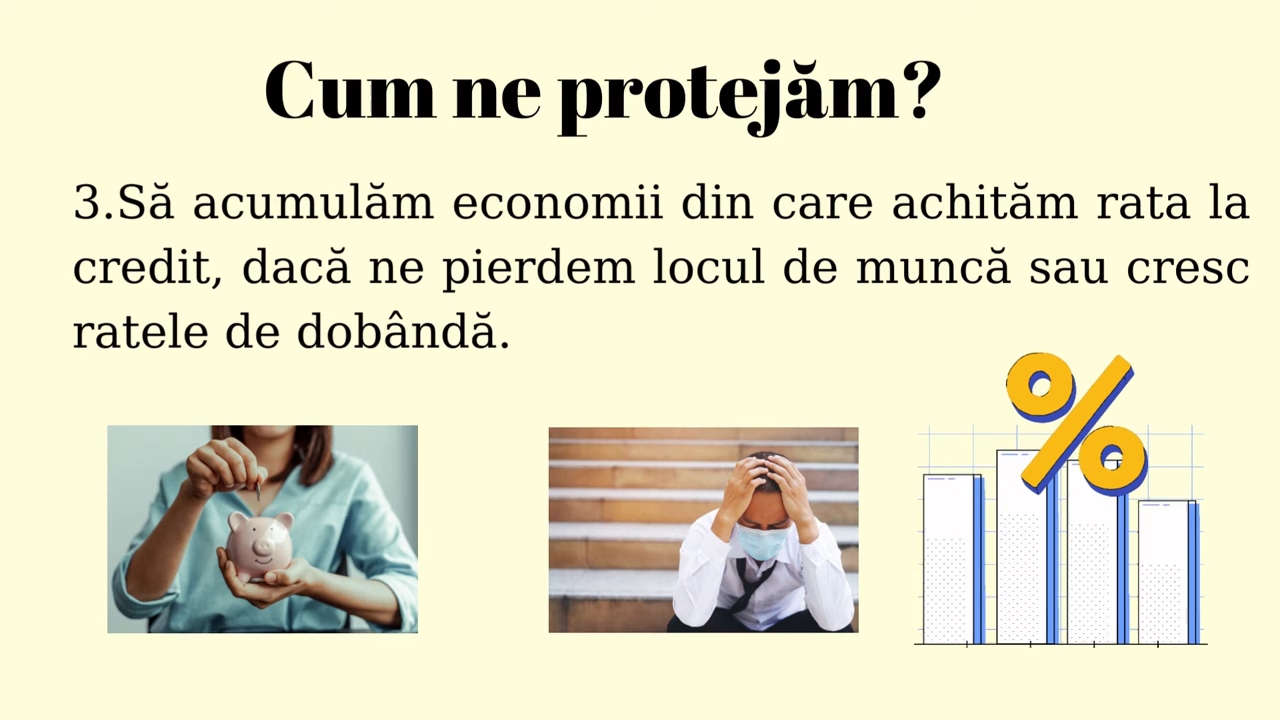 Cum ne protejăm?
3.Să acumulăm economii din care achităm rata la
credit, dacă ne pierdem locul de muncă sau cresc
ratele de dobândă.
%